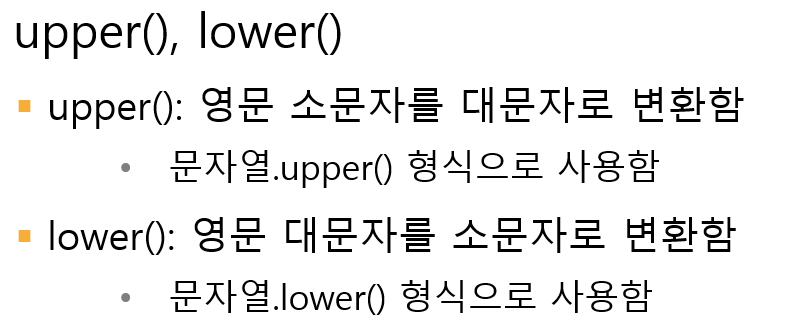 upper(), lower()
▪ upper(): 영문 소문자를 대문자로 변환함
• 문자열.upper() 형식으로 사용함
▪ lower(): 영문 대문자를 소문자로 변환함
• 문자열.lower() 형식으로 사용함